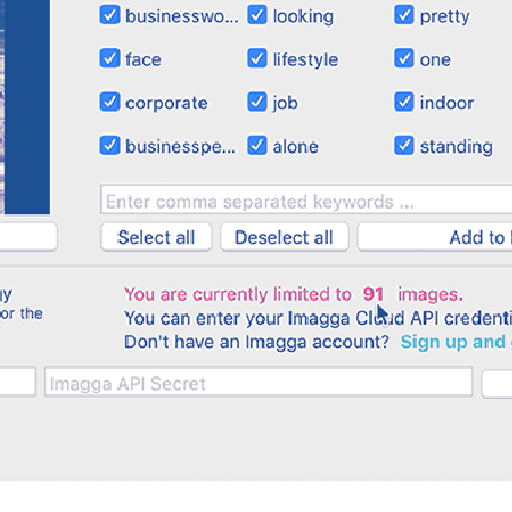 businesswo... looking pretty
face lifestyle one
corporate job indoor
businesspe... alone standing
Enter comma separated keywords ...
Select all Deselect all Add to
You are currently limited to 91 images.
or the You can enter your Imagga Cloud API credenti
Don't have an Imagga account? Sign up and
Imagga API Secret